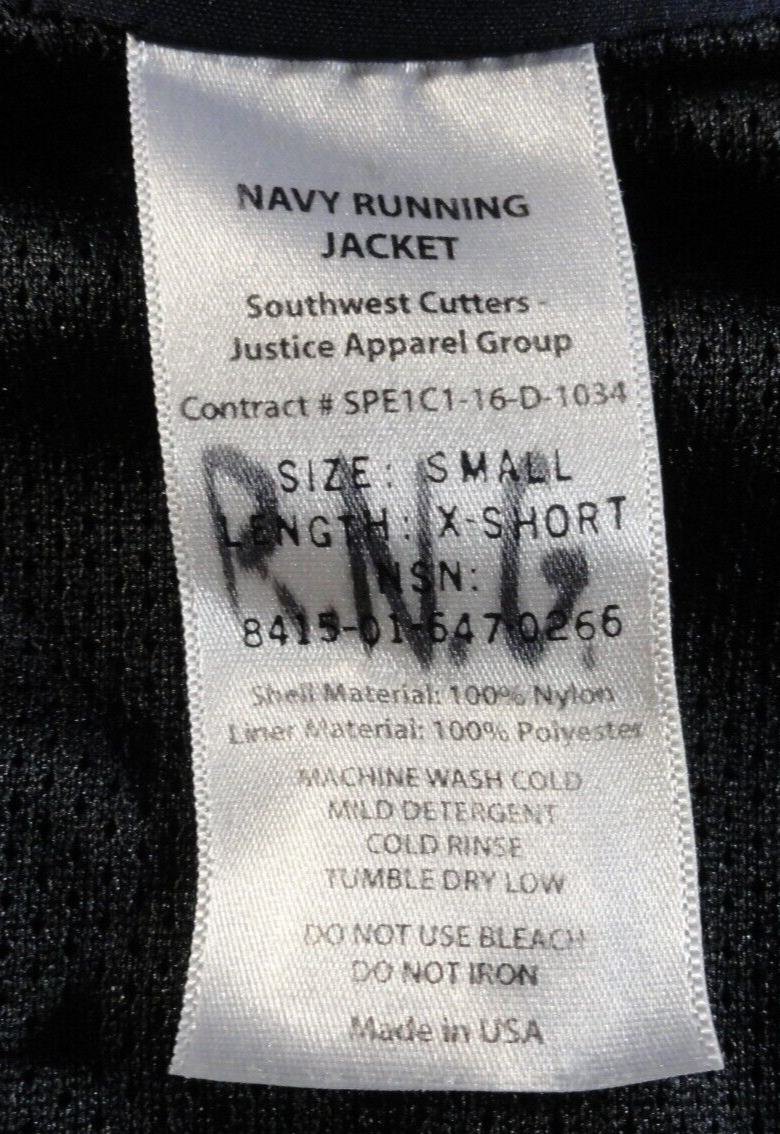 NAVY RUNNING
JACKET
Southwest Cutters -
Justice Apparel Group
Contract # SPE1C1-16-D-1034
SIZE: SMALL
LENGTH: X-SHORT
NSN:
8415-01-647-0266
R.N.G.
Shell Material: 100% Nylon
Liner Material: 100% Polyester
MACHINE WASH COLD
MILD DETERGENT
COLD RINSE
TUMBLE DRY LOW
DO NOT USE BLEACH
DO NOT IRON
Made in USA